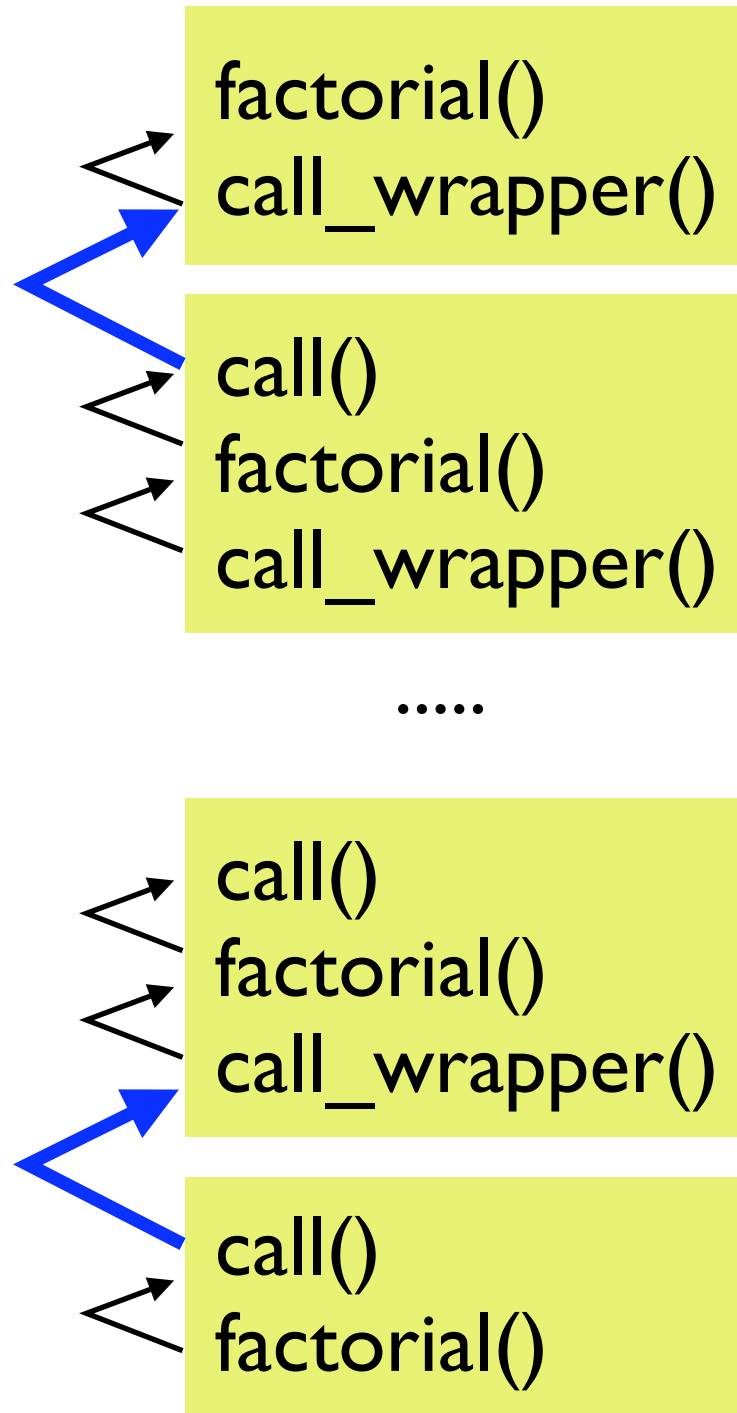 factorial()
call_wrapper()
call()
factorial()
call_wrapper()
.....
call()
factorial()
call_wrapper()
call()
factorial()